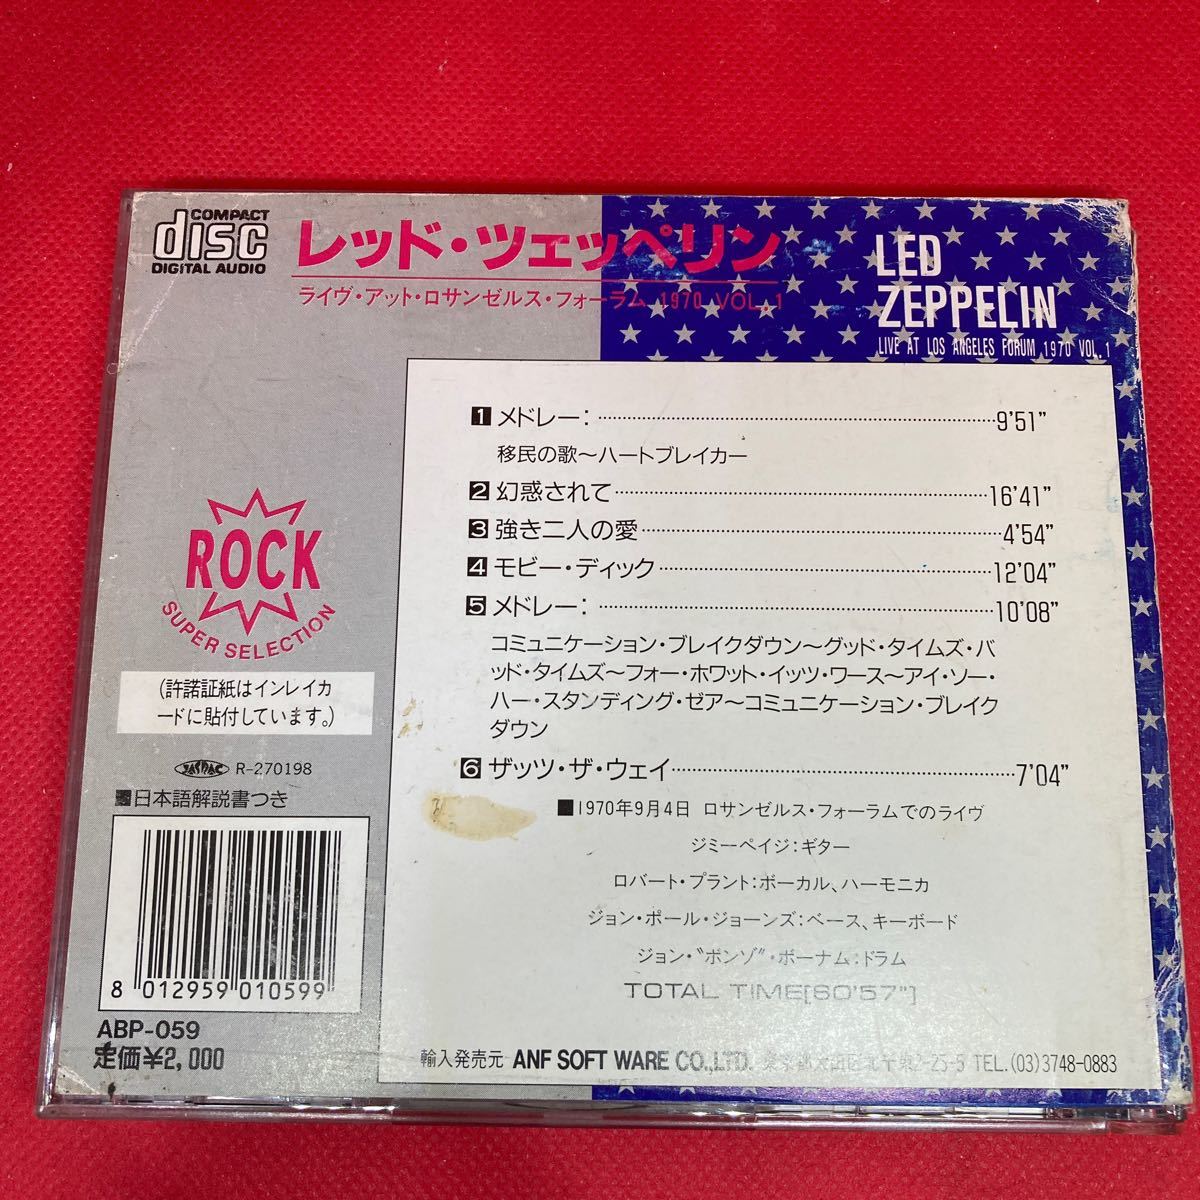 COMPACT
disc
DIGITAL AUDIO
レッド・ツェッペリン
ライヴ・アット・ロサンゼルス・フォーラム 1970 VOL.1
LED
ZEPPELIN
LIVE AT LOS ANGELES FORUM 1970 VOL.1
1 メドレー: 9'51"
移民の歌〜ハートブレイカー
2 幻惑されて 16'41"
3 強き二人の愛 4'54"
4 モビー・ディック 12'04"
5 メドレー: 10'08"
コミュニケーション・ブレイクダウン〜グッド・タイムズ・バ
ッド・タイムズ〜フォー・ホワット・イッツ・ワース〜アイ・ソー・
ハー・スタンディング・ゼア〜コミュニケーション・ブレイク
ダウン
6 ザッツ・ザ・ウェイ 7'04"
■1970年9月4日 ロサンゼルス・フォーラムでのライヴ
ジミーペイジ:ギター
ロバート・プラント:ボーカル、ハーモニカ
ジョン・ポール・ジョーンズ:ベース、キーボード
ジョン・"ボンゾ"・ボーナム:ドラム
TOTAL TIME[60'57"]
輸入発売元 ANF SOFT WARE CO.,LTD. 2-25-5 TEL.(03)3748-0883
ROCK
SUPER SELECTION
(許諾証紙はインレイカ
ードに貼付しています。)
JASRAC R-270198
日本語解説書つき
8 012959 010599
ABP-059
定価¥2,000